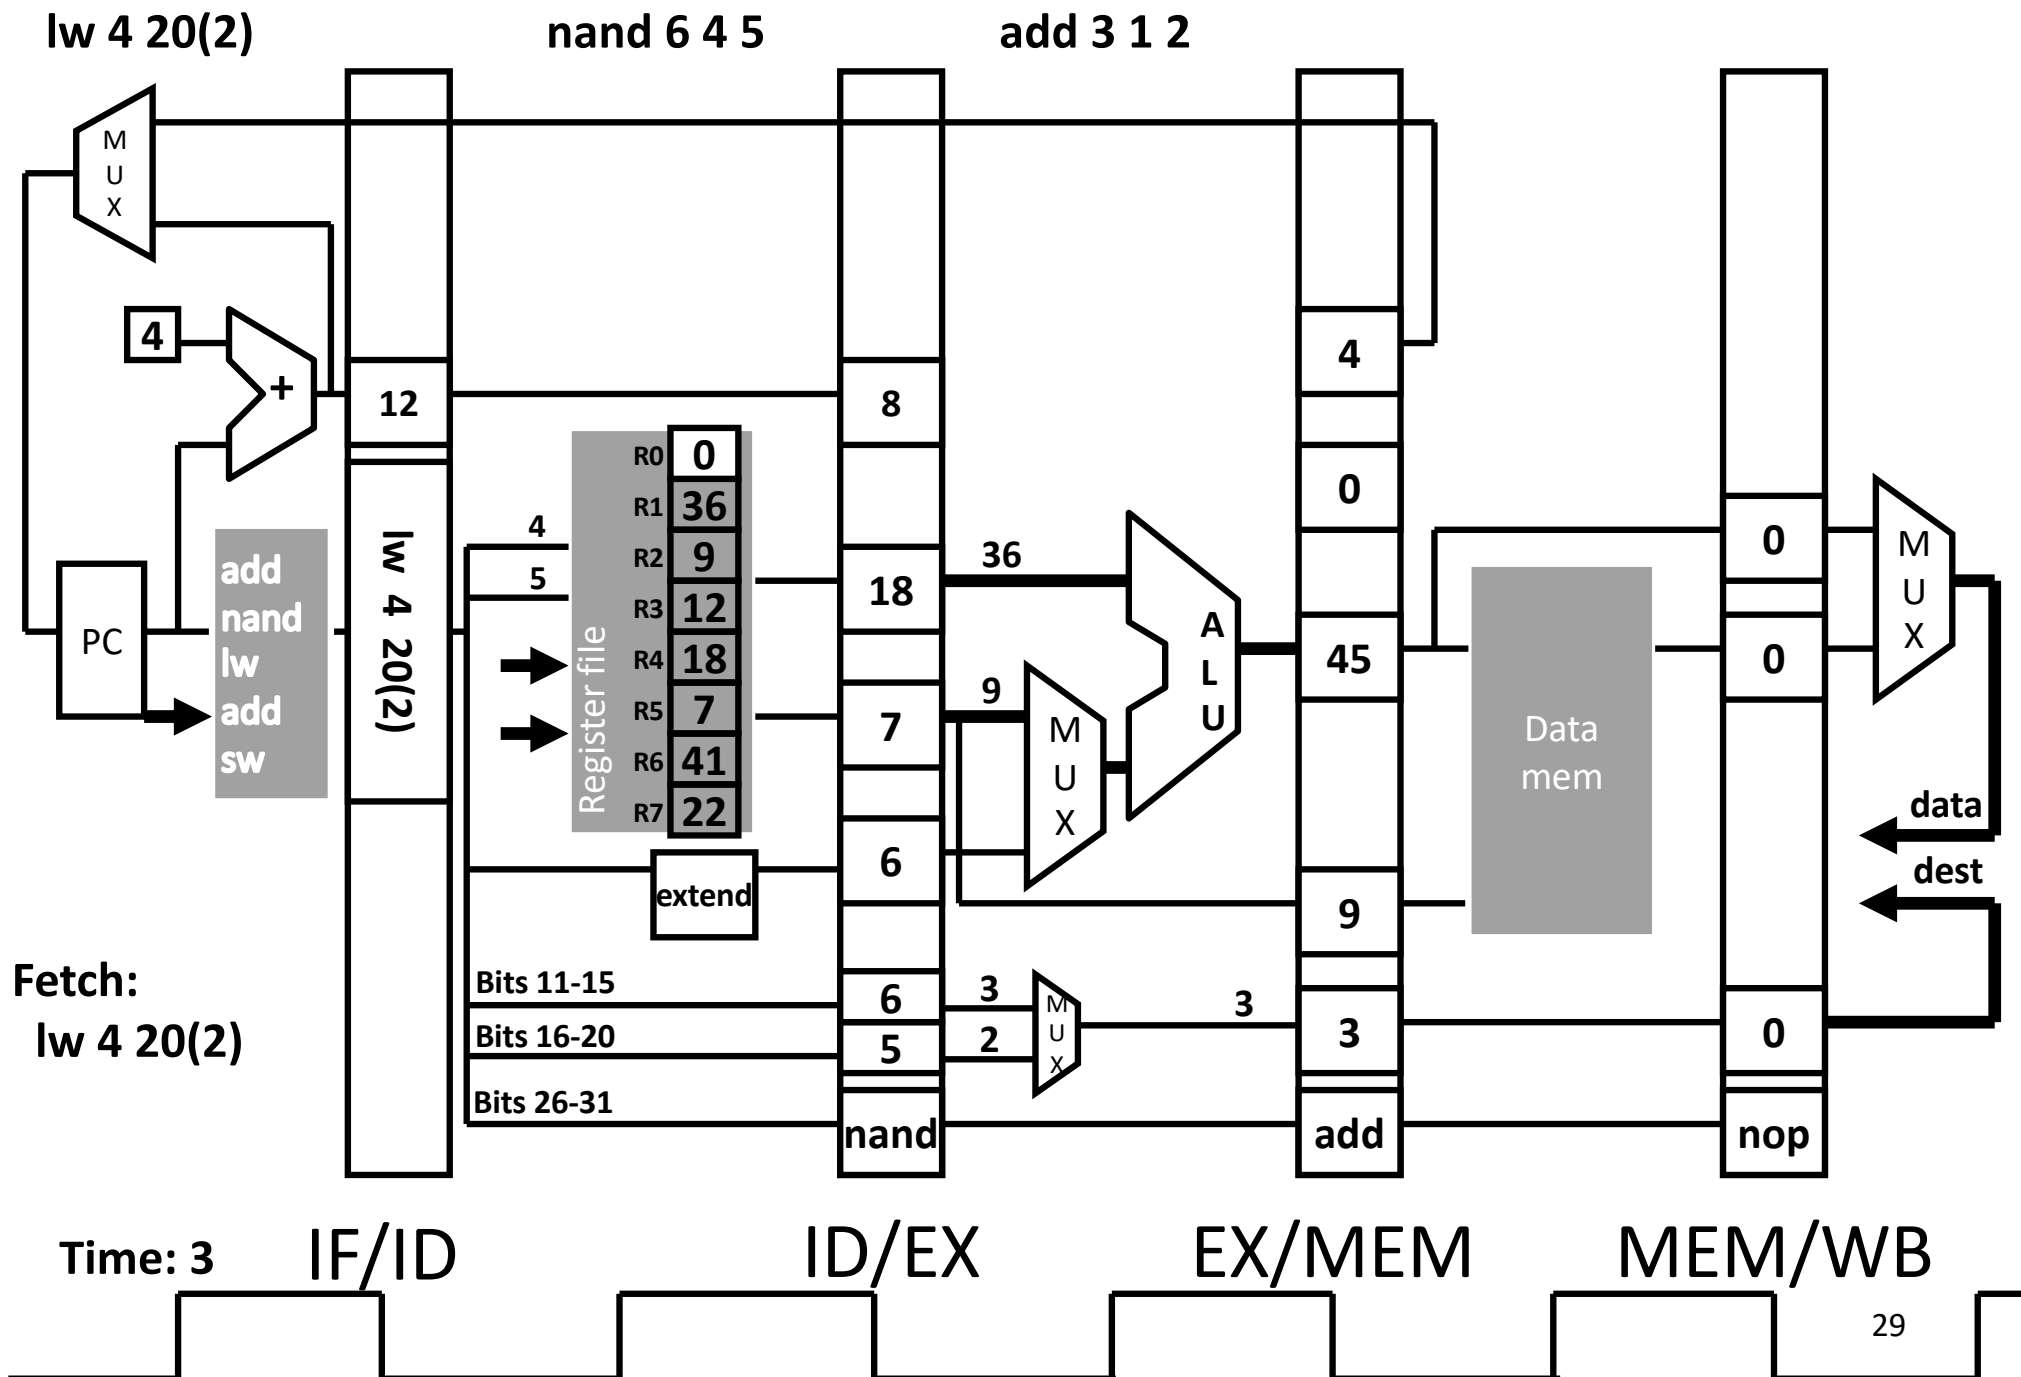 lw 4 20(2)
nand 6 4 5
add 3 1 2
M
U
X
4
+
12
8
4
0
PC
add
nand
lw
add
sw
lw 4 20(2)
4
5
Register file
R0 0
R1 36
R2 9
R3 12
R4 18
R5 7
R6 41
R7 22
extend
18
7
6
36
9
M
U
X
A
L
U
45
9
Data
mem
0
0
M
U
X
data
dest
Fetch:
lw 4 20(2)
Bits 11-15
Bits 16-20
Bits 26-31
6
5
nand
3
2
M
U
X
3
3
add
0
nop
Time: 3
IF/ID
ID/EX
EX/MEM
MEM/WB
29